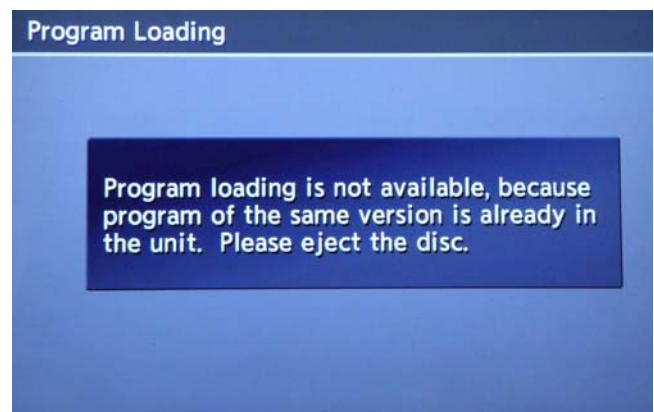 Program Loading
Program loading is not available, because
program of the same version is already in
the unit.  Please eject the disc.